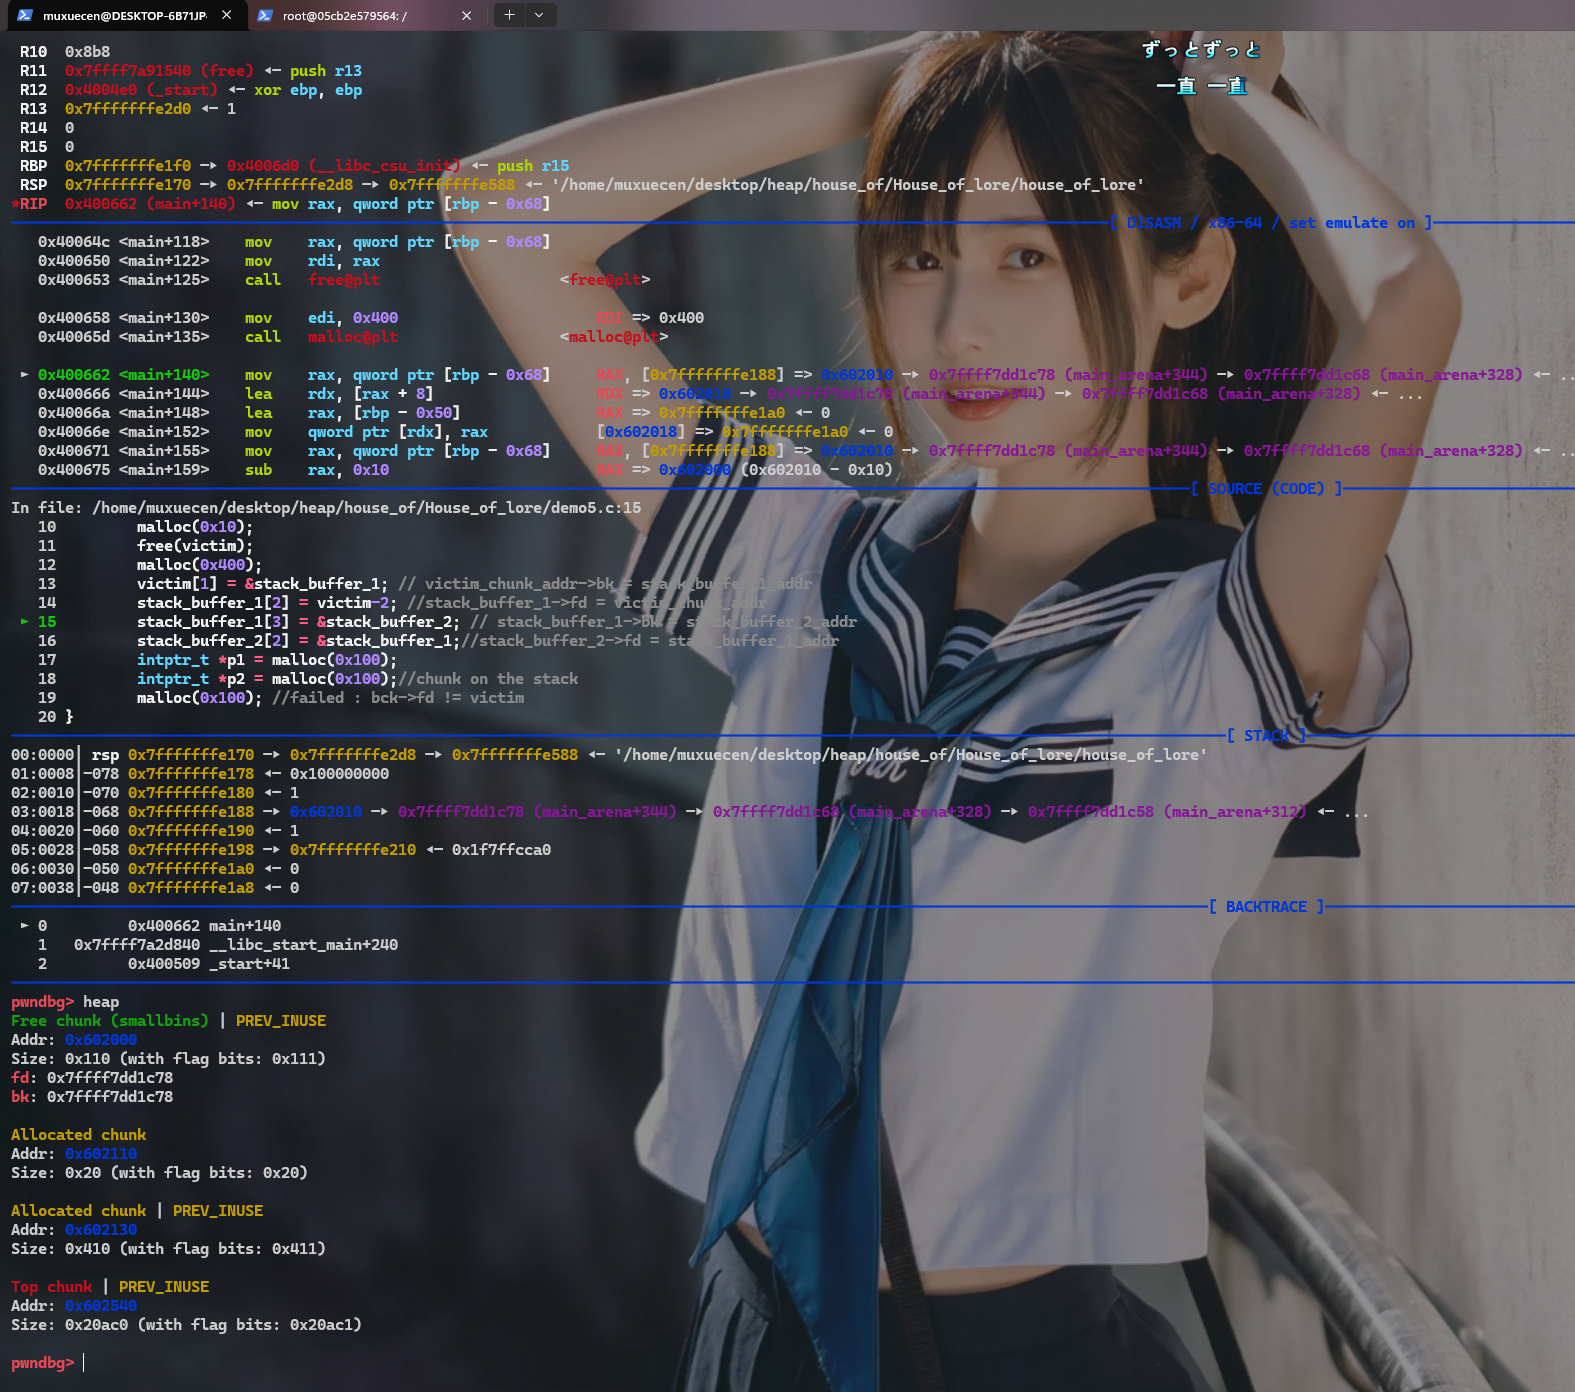 muxuecen@DESKTOP-6B71JP
root@05cb2e579564: /
ずっとずっと
一直 一直
R10 0x8b8
R11 0x7ffff7a91540 (free) ◂— push r13
R12 0x4004e0 (_start) ◂— xor ebp, ebp
R13 0x7fffffffe2d0 ◂— 1
R14 0
R15 0
RBP 0x7fffffffe1f0 —▸ 0x4006d0 (__libc_csu_init) ◂— push r15
RSP 0x7fffffffe170 —▸ 0x7fffffffe2d8 —▸ 0x7fffffffe588 ◂— '/home/muxuecen/desktop/heap/house_of/House_of_lore/house_of_lore'
*RIP 0x400662 (main+140) ◂— mov rax, qword ptr [rbp - 0x68]
[ DISASM / x86-64 / set emulate on ]
0x40064c <main+118> mov rax, qword ptr [rbp - 0x68]
0x400650 <main+122> mov rdi, rax
0x400653 <main+125> call free@plt <free@plt>
0x400658 <main+130> mov edi, 0x400 EDI => 0x400
0x40065d <main+135> call malloc@plt <malloc@plt>
► 0x400662 <main+140> mov rax, qword ptr [rbp - 0x68] RAX, [0x7fffffffe188] => 0x602010 —▸ 0x7ffff7dd1c78 (main_arena+344) —▸ 0x7ffff7dd1c68 (main_arena+328) ◂— ..
0x400666 <main+144> lea rdx, [rax + 8] RDX => 0x602018 —▸ 0x7ffff7dd1c78 (main_arena+344) —▸ 0x7ffff7dd1c68 (main_arena+328) ◂— ...
0x40066a <main+148> lea rax, [rbp - 0x50] RAX => 0x7fffffffe1a0 ◂— 0
0x40066e <main+152> mov qword ptr [rdx], rax [0x602018] => 0x7fffffffe1a0 ◂— 0
0x400671 <main+155> mov rax, qword ptr [rbp - 0x68] RAX, [0x7fffffffe188] => 0x602010 —▸ 0x7ffff7dd1c78 (main_arena+344) —▸ 0x7ffff7dd1c68 (main_arena+328) ◂— ..
0x400675 <main+159> sub rax, 0x10 RAX => 0x602000 (0x602010 - 0x10)
[ SOURCE (CODE) ]
In file: /home/muxuecen/desktop/heap/house_of/House_of_lore/demo5.c:15
10 malloc(0x10);
11 free(victim);
12 malloc(0x400);
13 victim[1] = &stack_buffer_1; // victim_chunk_addr->bk = stack_buffer_1_addr
14 stack_buffer_1[2] = victim-2; //stack_buffer_1->fd = victim_chunk_addr
► 15 stack_buffer_1[3] = &stack_buffer_2; // stack_buffer_1->bk = stack_buffer_2_addr
16 stack_buffer_2[2] = &stack_buffer_1;//stack_buffer_2->fd = stack_buffer_1_addr
17 intptr_t *p1 = malloc(0x100);
18 intptr_t *p2 = malloc(0x100);//chunk on the stack
19 malloc(0x100); //failed : bck->fd != victim
20 }
[ STACK ]
00:0000│ rsp 0x7fffffffe170 —▸ 0x7fffffffe2d8 —▸ 0x7fffffffe588 ◂— '/home/muxuecen/desktop/heap/house_of/House_of_lore/house_of_lore'
01:0008│-078 0x7fffffffe178 ◂— 0x100000000
02:0010│-070 0x7fffffffe180 ◂— 1
03:0018│-068 0x7fffffffe188 —▸ 0x602010 —▸ 0x7ffff7dd1c78 (main_arena+344) —▸ 0x7ffff7dd1c68 (main_arena+328) —▸ 0x7ffff7dd1c58 (main_arena+312) ◂— ...
04:0020│-060 0x7fffffffe190 ◂— 1
05:0028│-058 0x7fffffffe198 —▸ 0x7fffffffe210 ◂— 0x1f7ffcca0
06:0030│-050 0x7fffffffe1a0 ◂— 0
07:0038│-048 0x7fffffffe1a8 ◂— 0
[ BACKTRACE ]
► 0 0x400662 main+140
1 0x7ffff7a2d840 __libc_start_main+240
2 0x400509 _start+41
pwndbg> heap
Free chunk (smallbins) | PREV_INUSE
Addr: 0x602000
Size: 0x110 (with flag bits: 0x111)
fd: 0x7ffff7dd1c78
bk: 0x7ffff7dd1c78
Allocated chunk
Addr: 0x602110
Size: 0x20 (with flag bits: 0x20)
Allocated chunk | PREV_INUSE
Addr: 0x602130
Size: 0x410 (with flag bits: 0x411)
Top chunk | PREV_INUSE
Addr: 0x602540
Size: 0x20ac0 (with flag bits: 0x20ac1)
pwndbg>